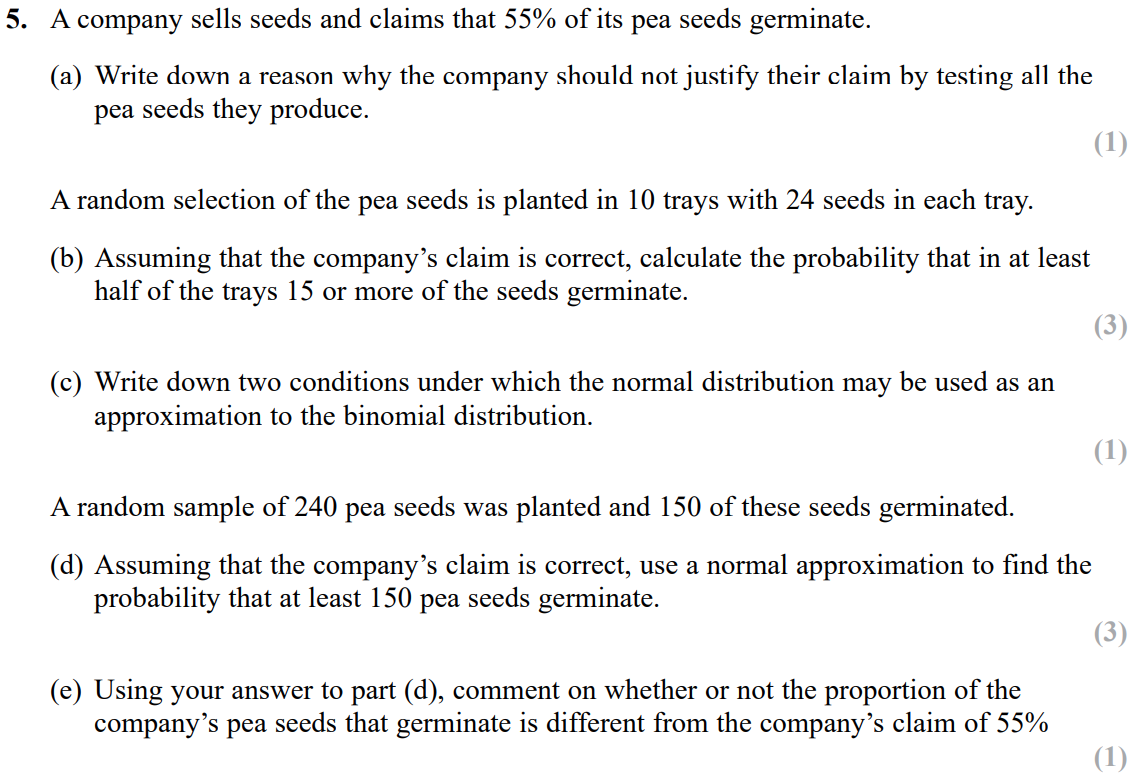 5. A company sells seeds and claims that 55% of its pea seeds germinate.
(a) Write down a reason why the company should not justify their claim by testing all the
pea seeds they produce.
(1)
A random selection of the pea seeds is planted in 10 trays with 24 seeds in each tray.
(b) Assuming that the company’s claim is correct, calculate the probability that in at least
half of the trays 15 or more of the seeds germinate.
(3)
(c) Write down two conditions under which the normal distribution may be used as an
approximation to the binomial distribution.
(1)
A random sample of 240 pea seeds was planted and 150 of these seeds germinated.
(d) Assuming that the company’s claim is correct, use a normal approximation to find the
probability that at least 150 pea seeds germinate.
(3)
(e) Using your answer to part (d), comment on whether or not the proportion of the
company’s pea seeds that germinate is different from the company’s claim of 55%
(1)